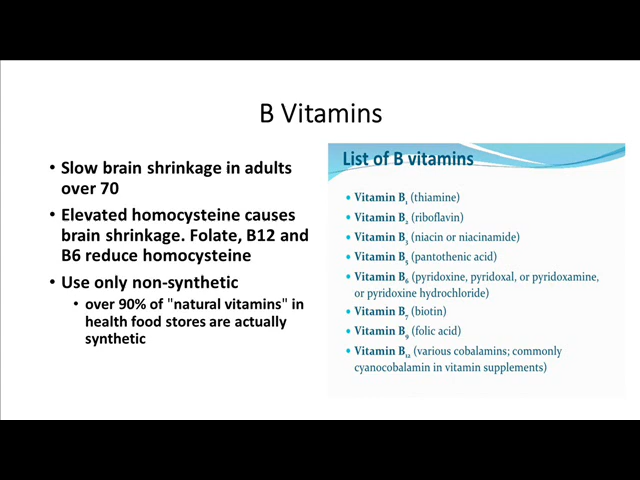 B Vitamins
• Slow brain shrinkage in adults
over 70
• Elevated homocysteine causes
brain shrinkage. Folate, B12 and
B6 reduce homocysteine
• Use only non-synthetic
• over 90% of "natural vitamins" in
health food stores are actually
synthetic
List of B vitamins
• Vitamin B₁ (thiamine)
• Vitamin B₂ (riboflavin)
• Vitamin B₃ (niacin or niacinamide)
• Vitamin B₅ (pantothenic acid)
• Vitamin B₆ (pyridoxine, pyridoxal, or pyridoxamine,
or pyridoxine hydrochloride)
• Vitamin B₇ (biotin)
• Vitamin B₉ (folic acid)
• Vitamin B₁₂ (various cobalamins; commonly
cyanocobalamin in vitamin supplements)